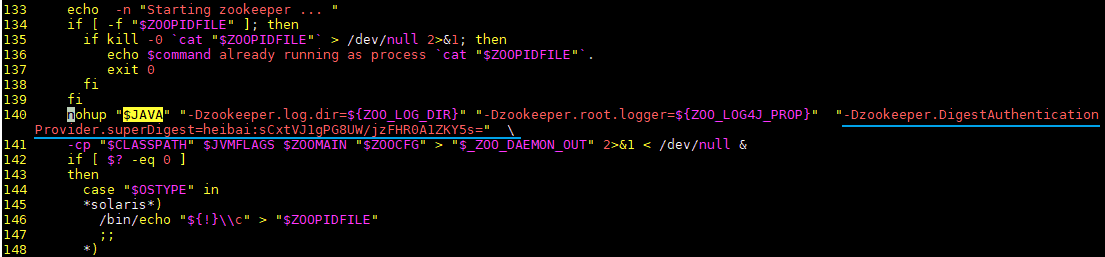 133     echo  -n "Starting zookeeper ... "
134     if [ -f "$ZOOPIDFILE" ]; then
135       if kill -0 `cat "$ZOOPIDFILE"` > /dev/null 2>&1; then
136          echo $command already running as process `cat "$ZOOPIDFILE"`.
137          exit 0
138       fi
139     fi
140     nohup "$JAVA" "-Dzookeeper.log.dir=${ZOO_LOG_DIR}" "-Dzookeeper.root.logger=${ZOO_LOG4J_PROP}"  "-Dzookeeper.DigestAuthentication
Provider.superDigest=heibai:sCxtVJ1gPG8UW/jzFHR0A1ZKY5s="  \
141     -cp "$CLASSPATH" $JVMFLAGS $ZOOMAIN "$ZOOCFG" > "$_ZOO_DAEMON_OUT" 2>&1 < /dev/null &
142     if [ $? -eq 0 ]
143     then
144       case "$OSTYPE" in
145       *solaris*)
146         /bin/echo "${!}\\c" > "$ZOOPIDFILE"
147         ;;
148       *)